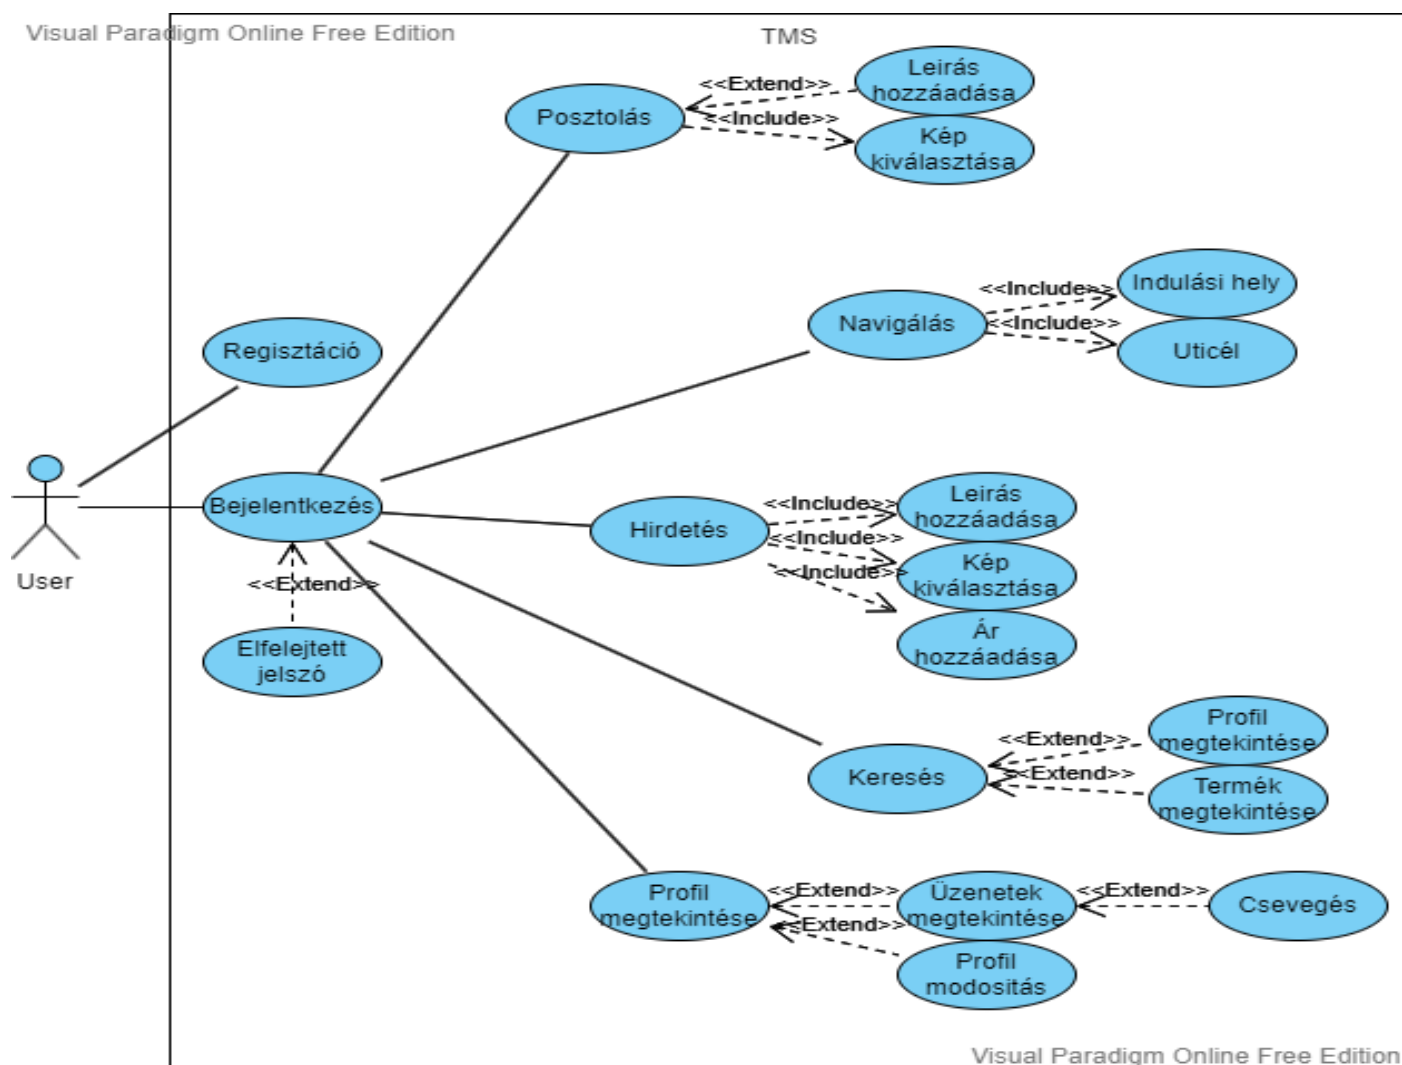 Visual Paradigm Online Free Edition
TMS
Posztolás
<<Extend>>
<<Include>>
Leirás
hozzáadása
Kép
kiválasztása
Navigálás
<<Include>>
<<Include>>
Indulási hely
Uticél
Regisztáció
User
Bejelentkezés
<<Extend>>
Elfelejtett
jelszó
Hirdetés
<<Include>>
<<Include>>
<<Include>>
Leirás
hozzáadása
Kép
kiválasztása
Ár
hozzáadása
Keresés
<<Extend>>
<<Extend>>
Profil
megtekintése
Termék
megtekintése
Profil
megtekintése
<<Extend>>
<<Extend>>
Üzenetek
megtekintése
Profil
modositás
<<Extend>>
Csevegés
Visual Paradigm Online Free Edition